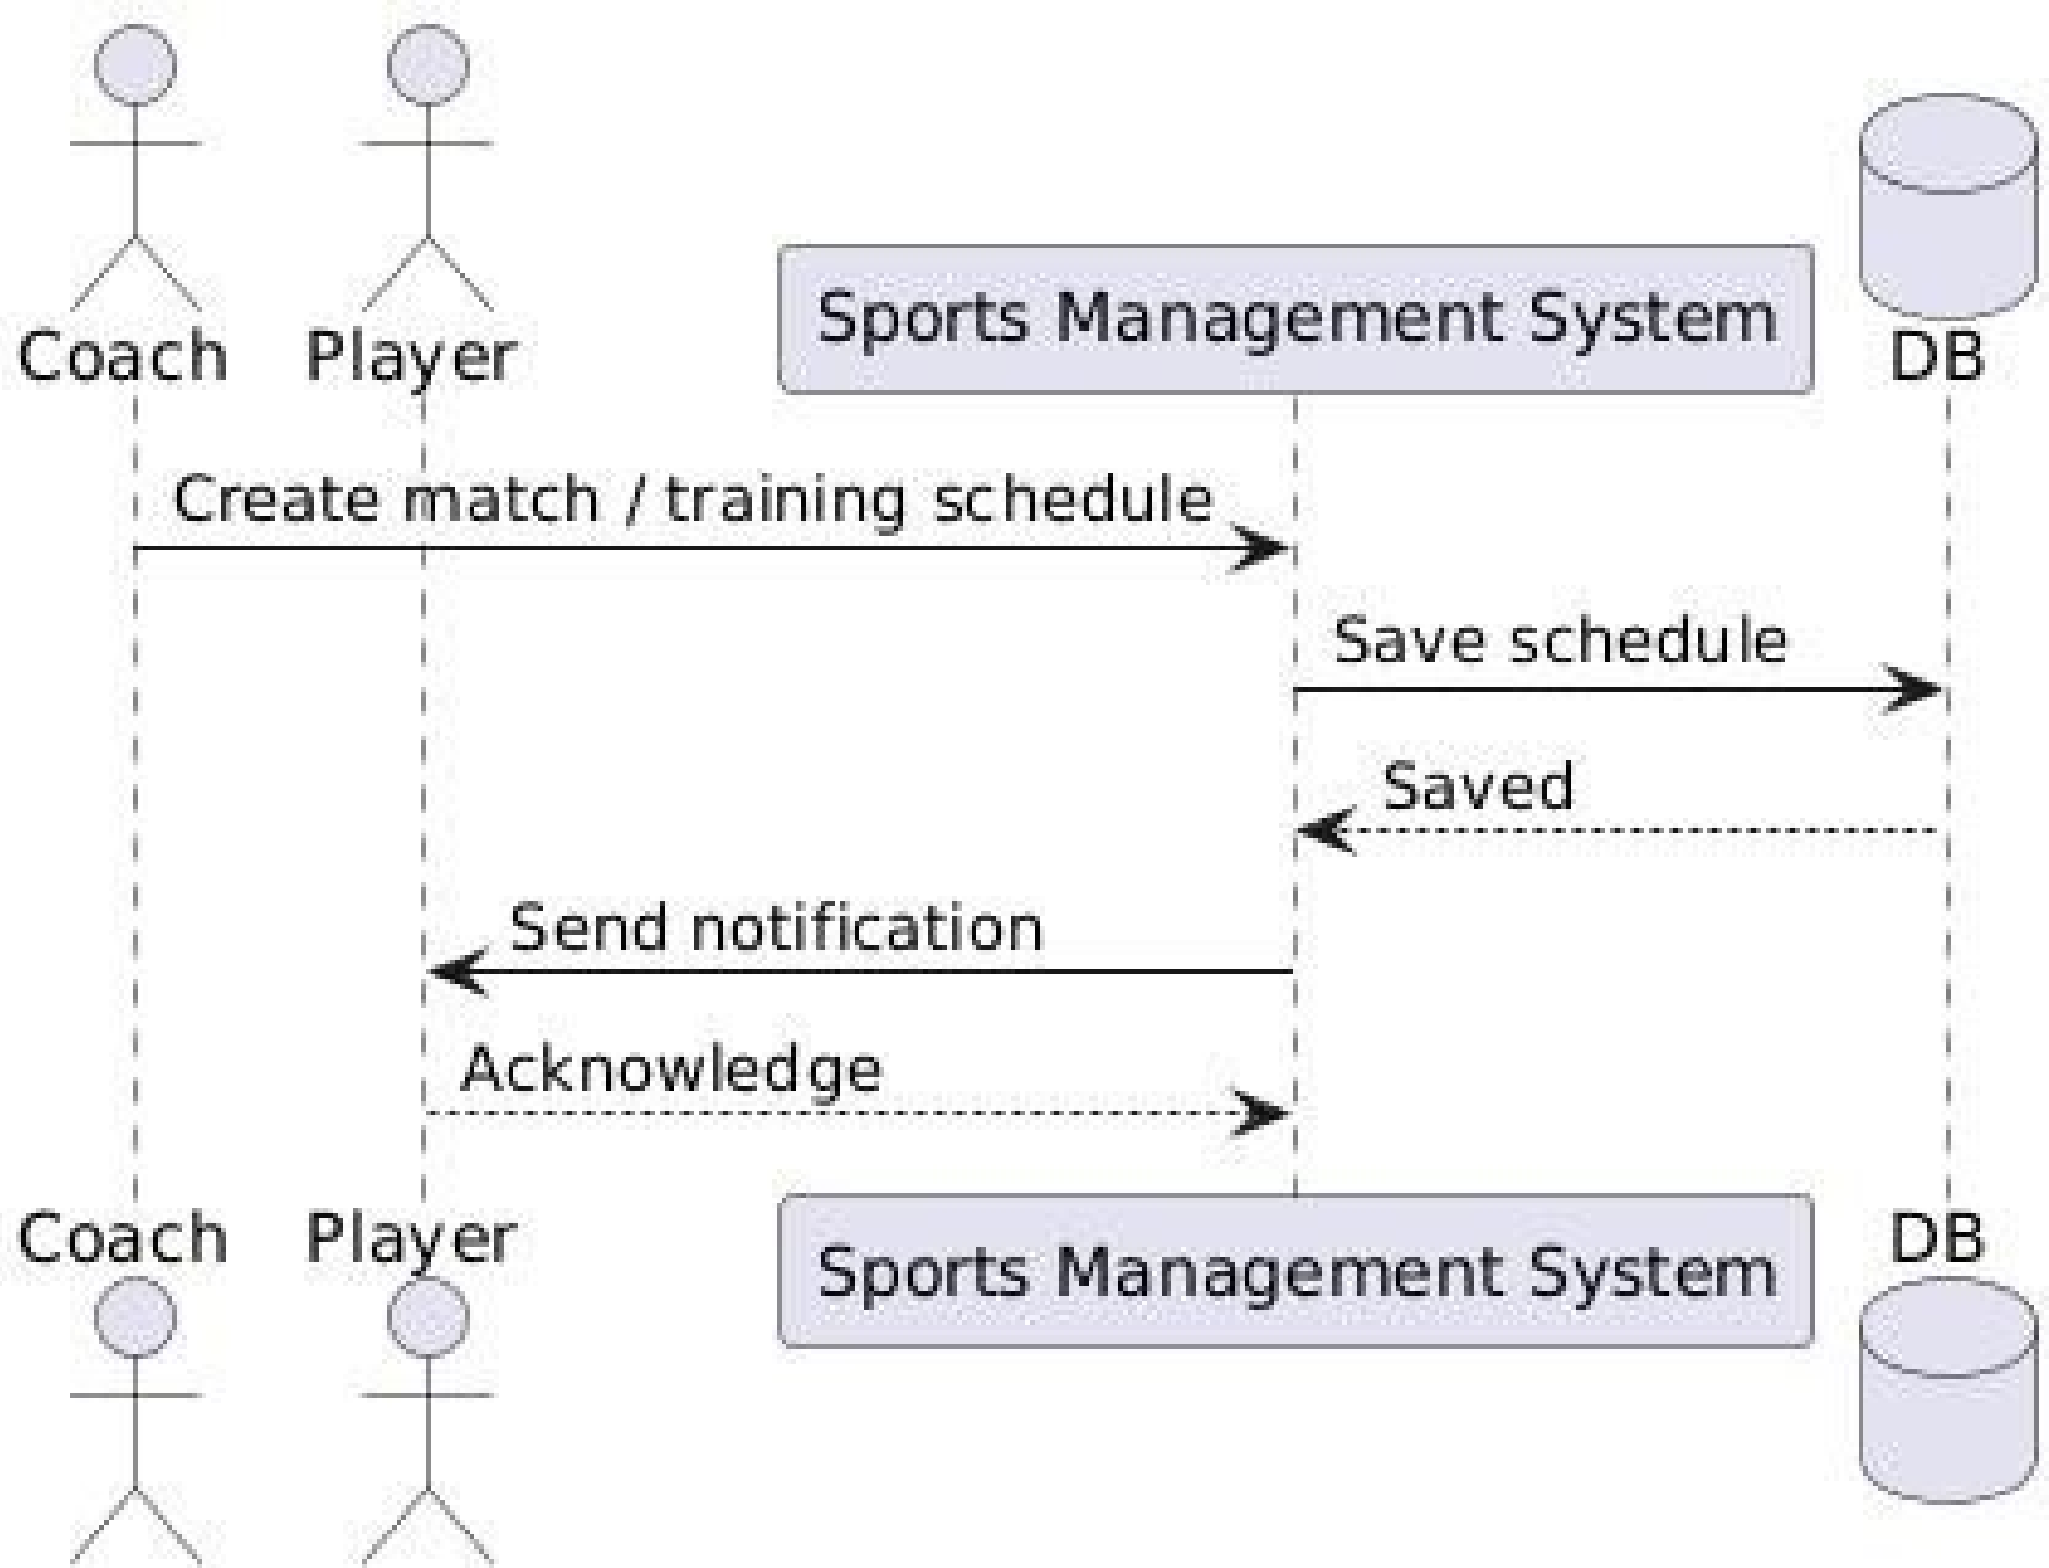 Coach
Player
Sports Management System
DB
Create match / training schedule
Save schedule
Saved
Send notification
Acknowledge
Coach
Player
Sports Management System
DB